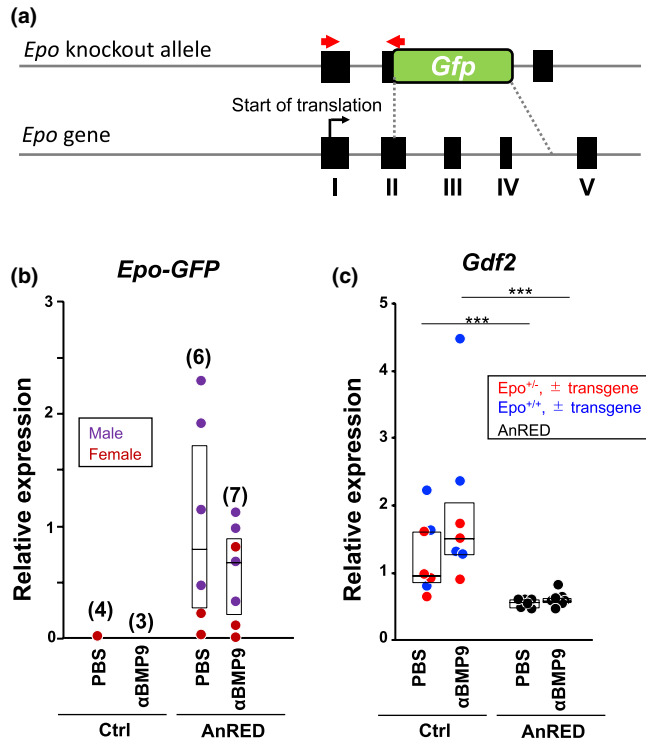 (a)
Epo knockout allele
Gfp
Start of translation
Epo gene
I II III IV V
(b)
Epo-GFP
Relative expression
3
2
1
0
Male
Female
(4)
(3)
(6)
(7)
PBS
αBMP9
PBS
αBMP9
Ctrl
AnRED
(c)
Gdf2
Relative expression
5
4
3
2
1
0
***
***
Epo+/-, ± transgene
Epo+/+, ± transgene
AnRED
PBS
αBMP9
PBS
αBMP9
Ctrl
AnRED